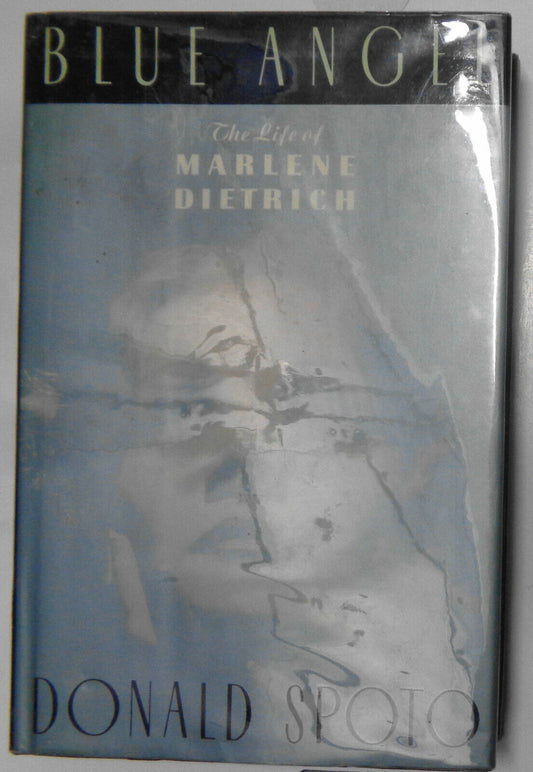 BLUE ANGEL
The Life of
MARLENE
DIETRICH
DONALD SPOTO